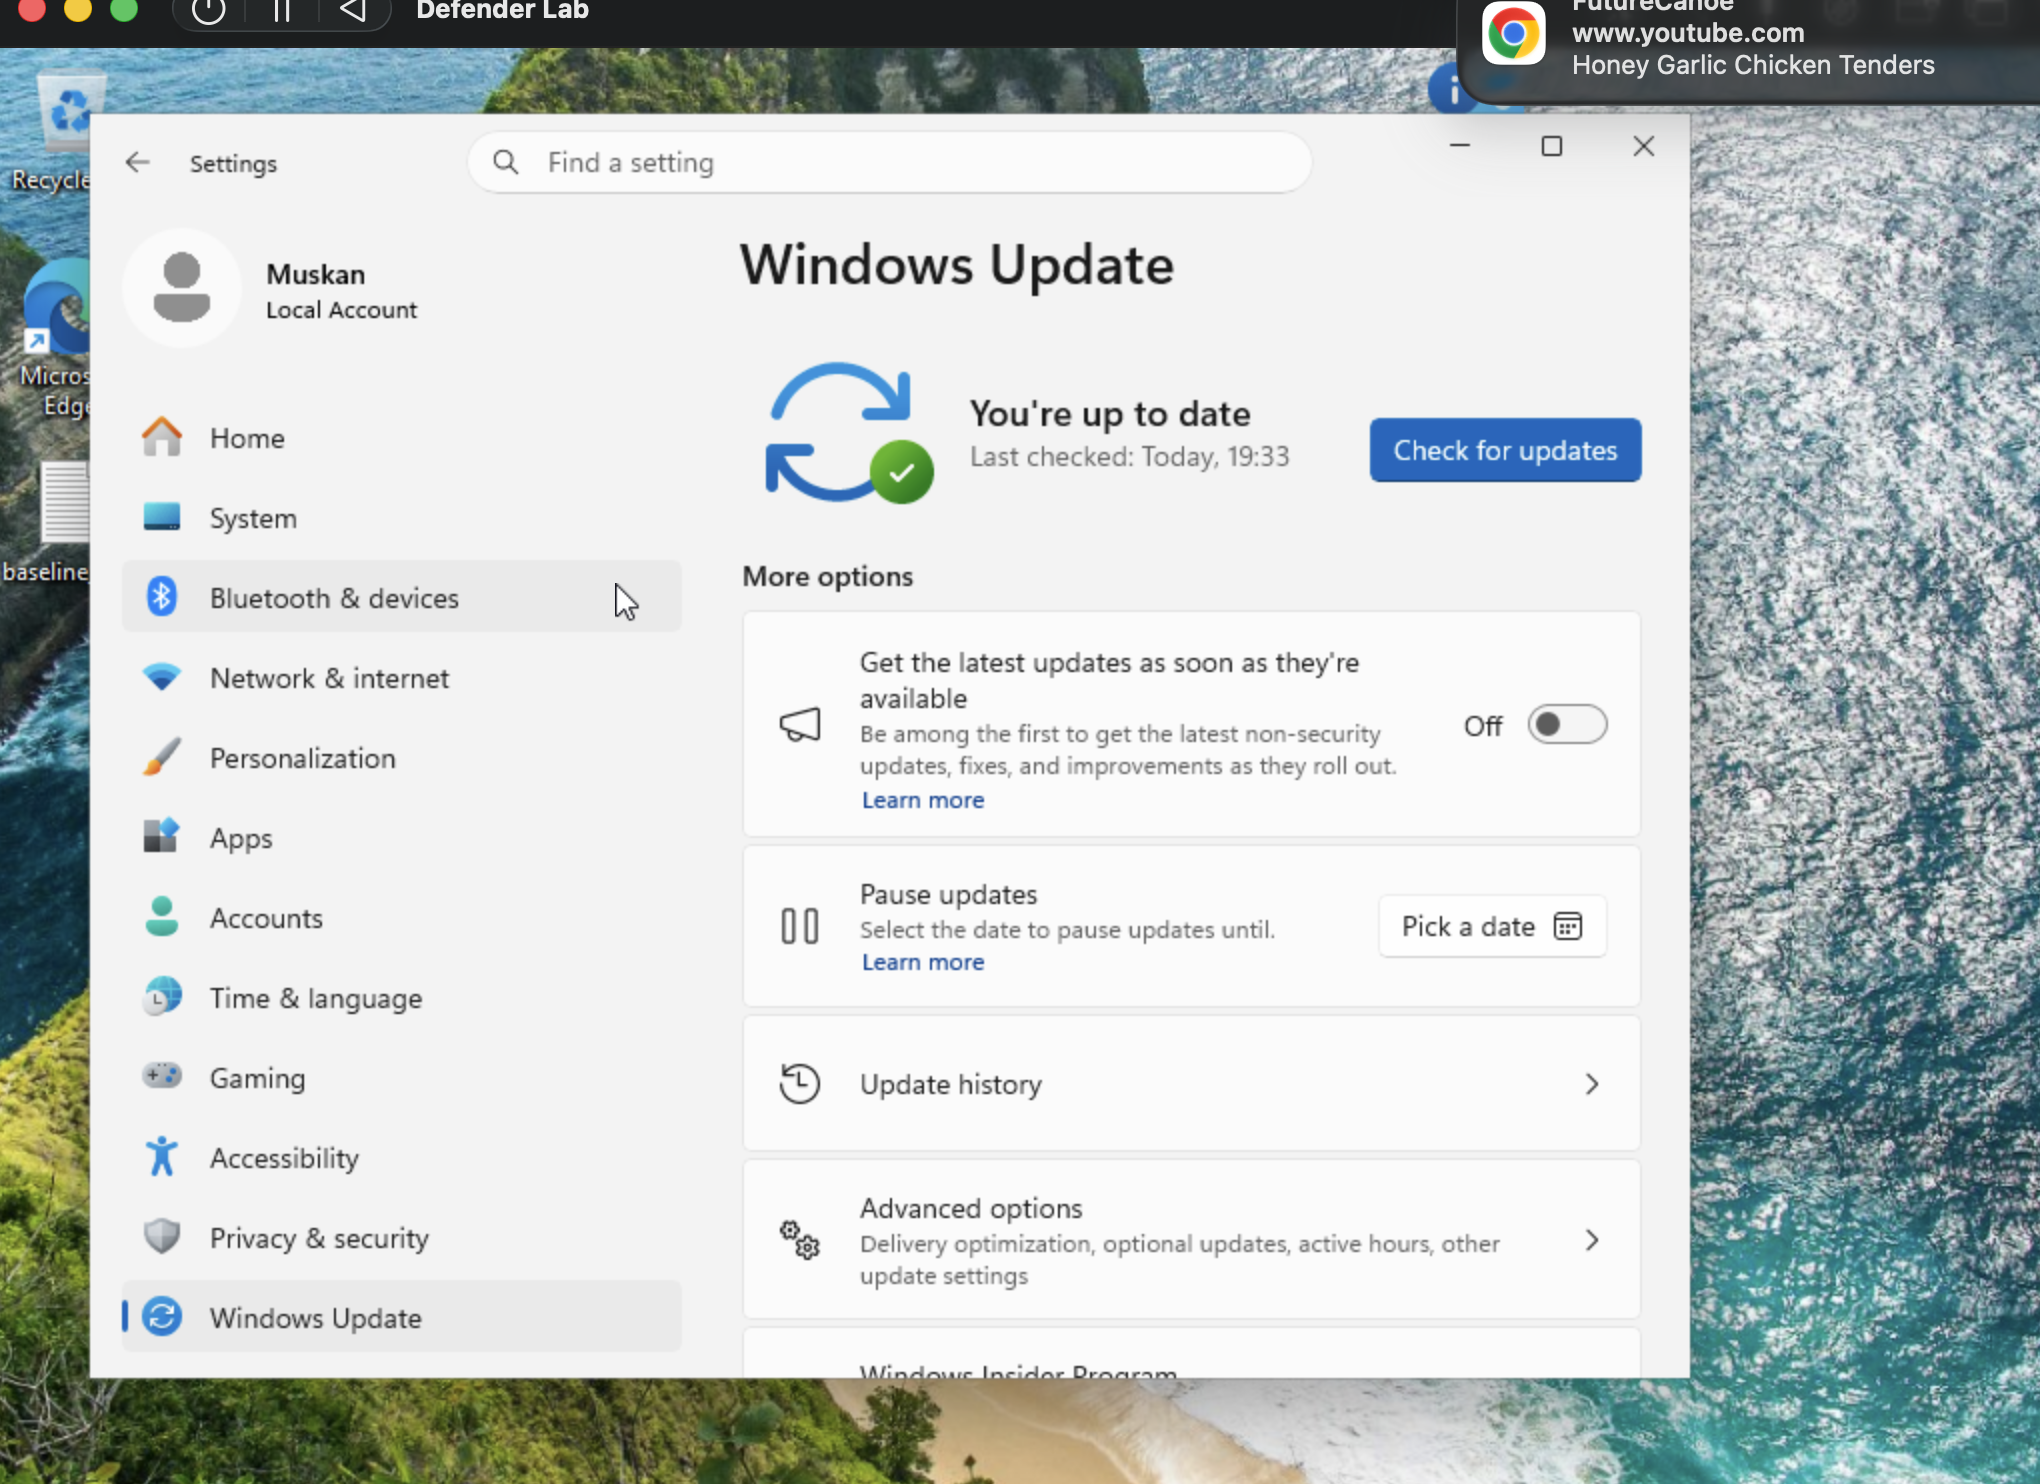 Defender Lab
FutureCanoe
www.youtube.com
Honey Garlic Chicken Tenders
Recycle
Micros
Edge
baseline
Settings
Find a setting
Muskan
Local Account
Home
System
Bluetooth & devices
Network & internet
Personalization
Apps
Accounts
Time & language
Gaming
Accessibility
Privacy & security
Windows Update
Windows Update
You're up to date
Last checked: Today, 19:33
Check for updates
More options
Get the latest updates as soon as they're
available
Be among the first to get the latest non-security
updates, fixes, and improvements as they roll out.
Learn more
Off
Pause updates
Select the date to pause updates until.
Learn more
Pick a date
Update history
Advanced options
Delivery optimization, optional updates, active hours, other
update settings
Windows Insider Program